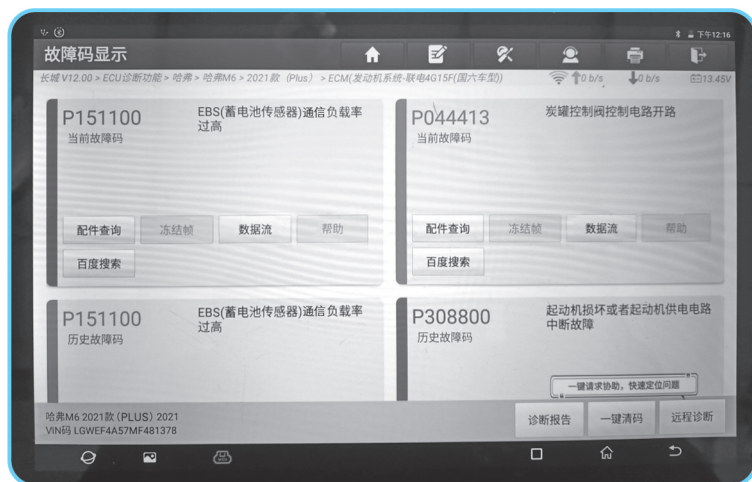 下午12:16
故障码显示
长城 V12.00 > ECU诊断功能 > 哈弗 > 哈弗M6 > 2021款（Plus）> ECM(发动机系统-联电4G15F(国六车型))
0 b/s 0 b/s 13.45V
P151100
当前故障码
EBS(蓄电池传感器)通信负载率
过高
配件查询 冻结帧 数据流 帮助
百度搜索
P044413
当前故障码
炭罐控制阀控制电路开路
配件查询 冻结帧 数据流 帮助
百度搜索
P151100
历史故障码
EBS(蓄电池传感器)通信负载率
过高
P308800
历史故障码
起动机损坏或者起动机供电电路
中断故障
一键请求协助，快速定位问题
哈弗M6 2021款 (PLUS) 2021
VIN码 LGWEF4A57MF481378
诊断报告 一键清码 远程诊断